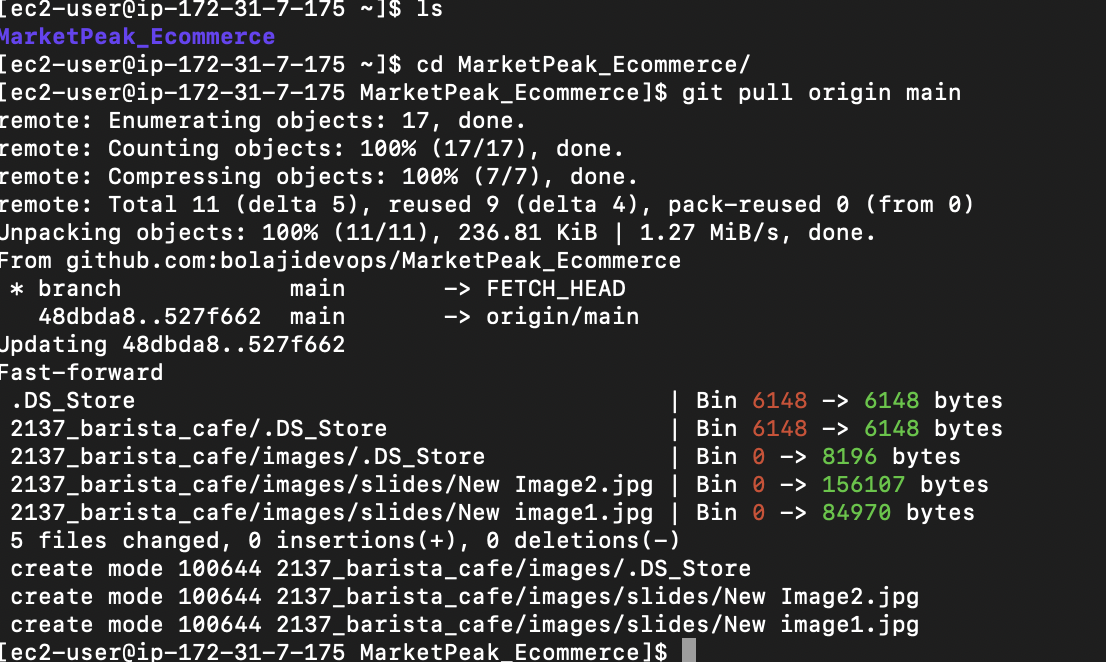 [ec2-user@ip-172-31-7-175 ~]$ ls
MarketPeak_Ecommerce
[ec2-user@ip-172-31-7-175 ~]$ cd MarketPeak_Ecommerce/
[ec2-user@ip-172-31-7-175 MarketPeak_Ecommerce]$ git pull origin main
remote: Enumerating objects: 17, done.
remote: Counting objects: 100% (17/17), done.
remote: Compressing objects: 100% (7/7), done.
remote: Total 11 (delta 5), reused 9 (delta 4), pack-reused 0 (from 0)
Unpacking objects: 100% (11/11), 236.81 KiB | 1.27 MiB/s, done.
From github.com:bolajidevops/MarketPeak_Ecommerce
 * branch            main       -> FETCH_HEAD
   48dbda8..527f662  main       -> origin/main
Updating 48dbda8..527f662
Fast-forward
 .DS_Store                                      | Bin 6148 -> 6148 bytes
 2137_barista_cafe/.DS_Store                    | Bin 6148 -> 6148 bytes
 2137_barista_cafe/images/.DS_Store             | Bin 0 -> 8196 bytes
 2137_barista_cafe/images/slides/New Image2.jpg | Bin 0 -> 156107 bytes
 2137_barista_cafe/images/slides/New image1.jpg | Bin 0 -> 84970 bytes
 5 files changed, 0 insertions(+), 0 deletions(-)
 create mode 100644 2137_barista_cafe/images/.DS_Store
 create mode 100644 2137_barista_cafe/images/slides/New Image2.jpg
 create mode 100644 2137_barista_cafe/images/slides/New image1.jpg
[ec2-user@ip-172-31-7-175 MarketPeak_Ecommerce]$